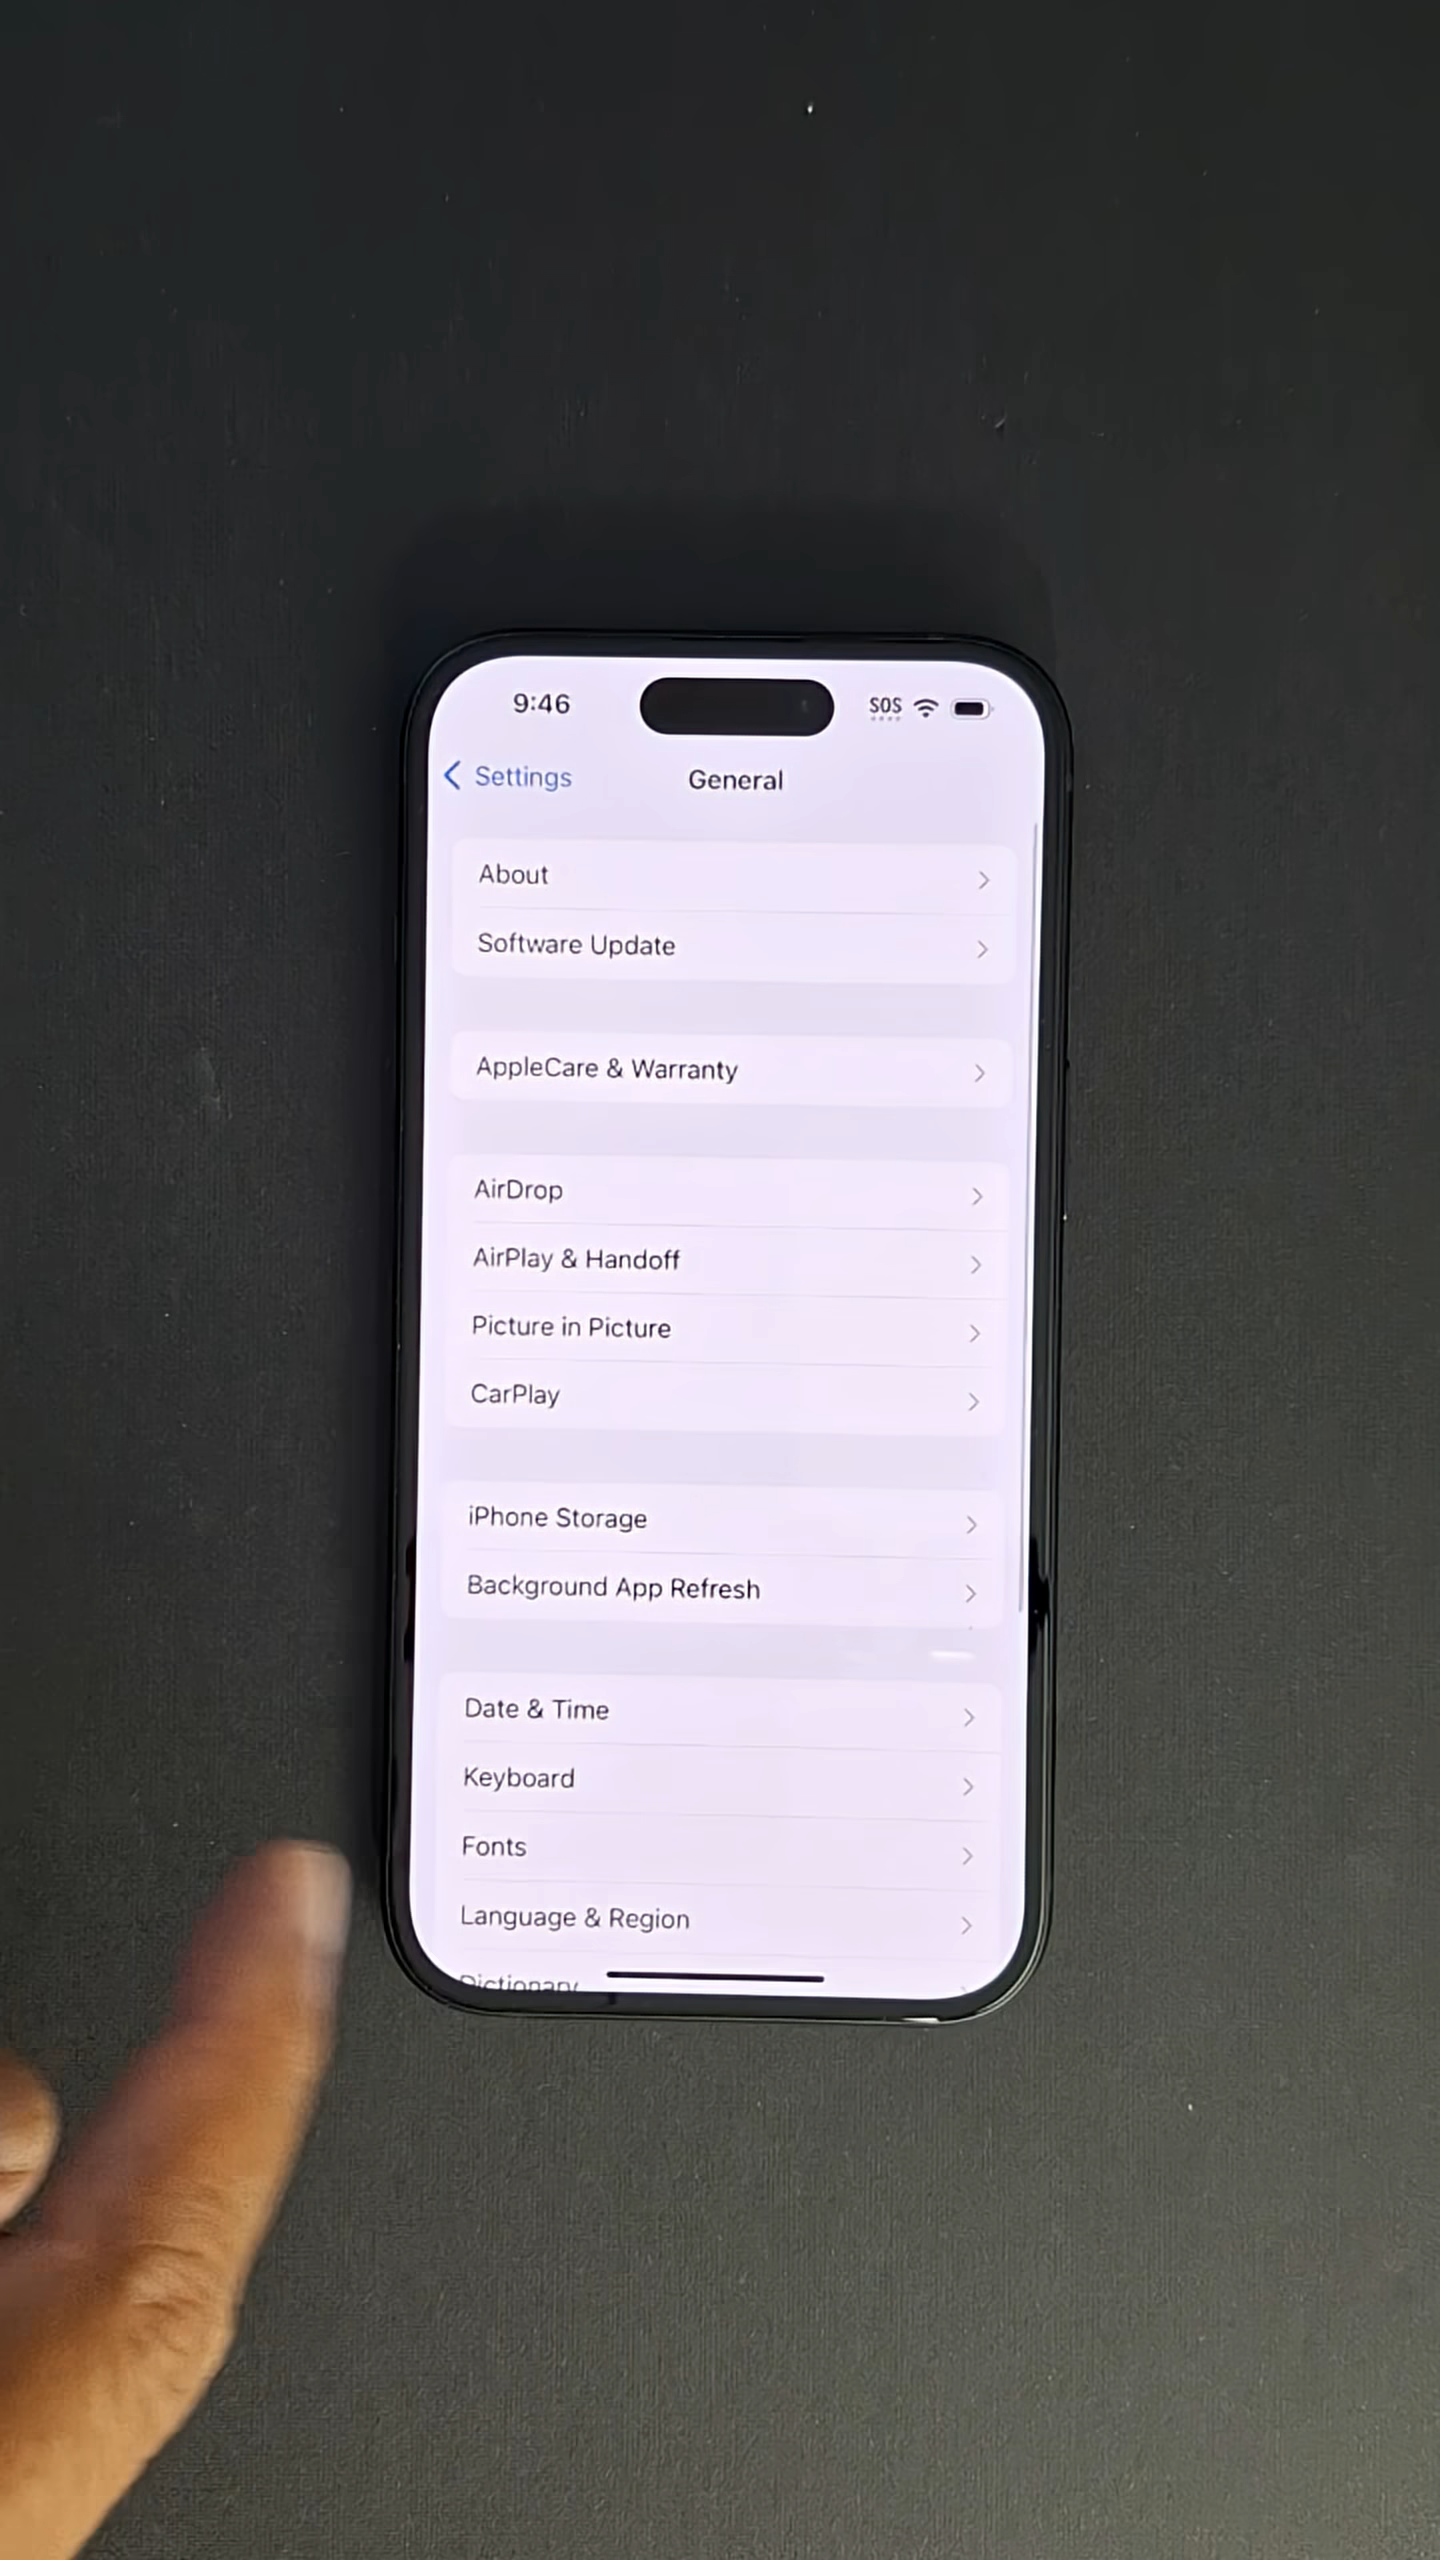 9:46
SOS
Settings
General
About
Software Update
AppleCare & Warranty
AirDrop
AirPlay & Handoff
Picture in Picture
CarPlay
iPhone Storage
Background App Refresh
Date & Time
Keyboard
Fonts
Language & Region
Dictionary